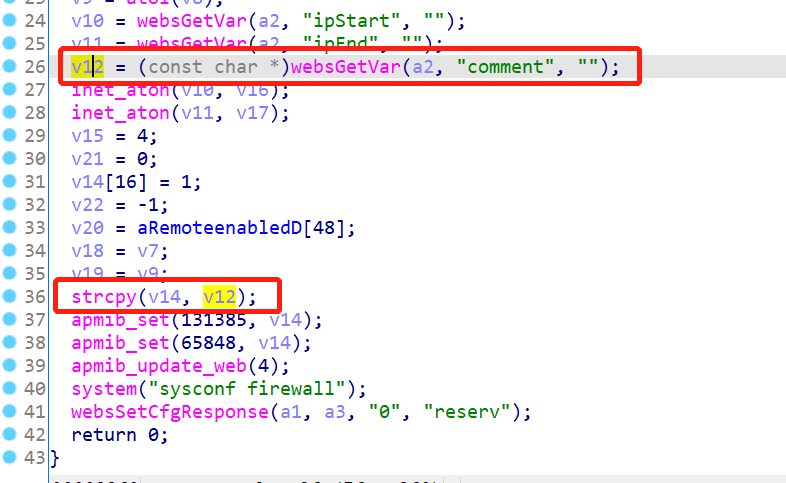 24 v10 = websGetVar(a2, "ipStart", "");
25 v11 = websGetVar(a2, "ipEnd", "");
26 v12 = (const char *)websGetVar(a2, "comment", "");
27 inet_aton(v10, v16);
28 inet_aton(v11, v17);
29 v15 = 4;
30 v21 = 0;
31 v14[16] = 1;
32 v22 = -1;
33 v20 = aRemoteenabledD[48];
34 v18 = v7;
35 v19 = v9;
36 strcpy(v14, v12);
37 apmib_set(131385, v14);
38 apmib_set(65848, v14);
39 apmib_update_web(4);
40 system("sysconf firewall");
41 websSetCfgResponse(a1, a3, "0", "reserv");
42 return 0;
43 }